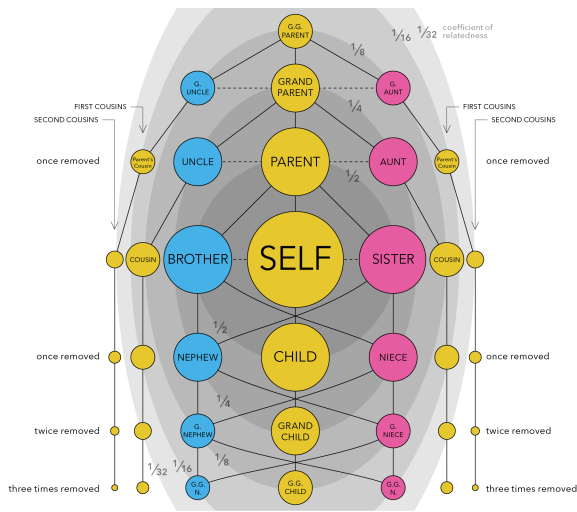 G.G.
PARENT
1/8
1/16
1/32
coefficient of
relatedness
G.
UNCLE
GRAND
PARENT
G.
AUNT
1/4
FIRST COUSINS
SECOND COUSINS
FIRST COUSINS
SECOND COUSINS
once removed
Parent's
Cousin
UNCLE
PARENT
AUNT
Parent's
Cousin
once removed
1/2
COUSIN
BROTHER
SELF
SISTER
COUSIN
1/2
once removed
NEPHEW
CHILD
NIECE
once removed
1/4
twice removed
G.
NEPHEW
GRAND
CHILD
G.
NIECE
twice removed
1/32
1/16
1/8
three times removed
G.G.
N.
G.G.
CHILD
G.G.
N.
three times removed